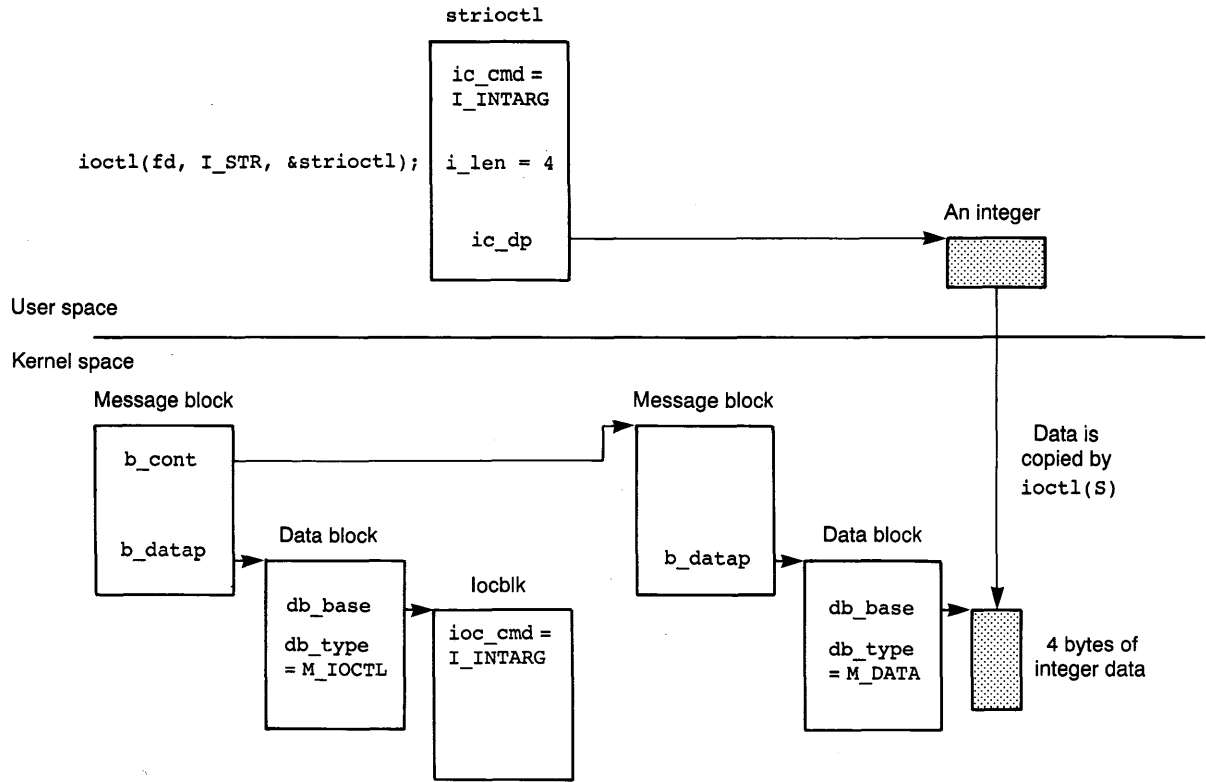 strioctl
ic_cmd =
I_INTARG
ioctl(fd, I_STR, &strioctl);
i_len = 4
An integer
ic_dp
User space
Kernel space
Message block
Message block
b_cont
Data is
copied by
ioctl(S)
b_datap
Data block
b_datap
Data block
Iocblk
db_base
db_type
= M_IOCTL
ioc_cmd =
I_INTARG
db_base
db_type
= M_DATA
4 bytes of
integer data